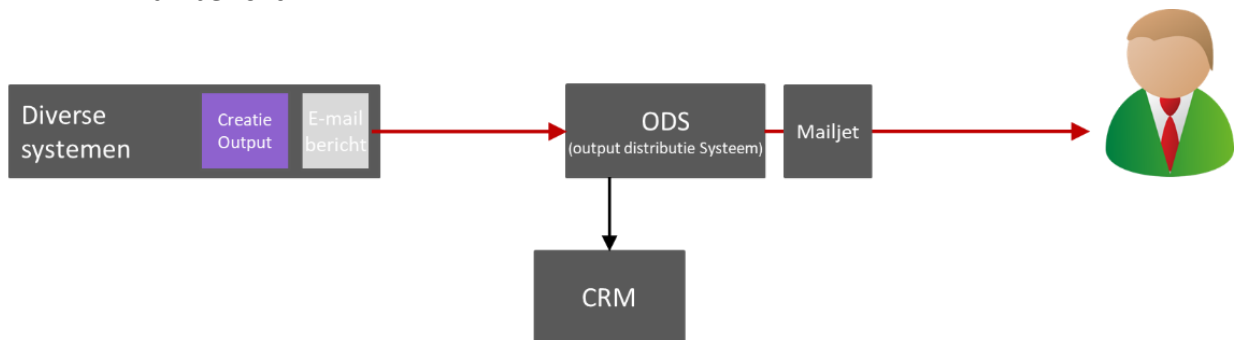 Diverse
systemen
Creatie
Output
E-mail
bericht
ODS
(output distributie Systeem)
Mailjet
CRM